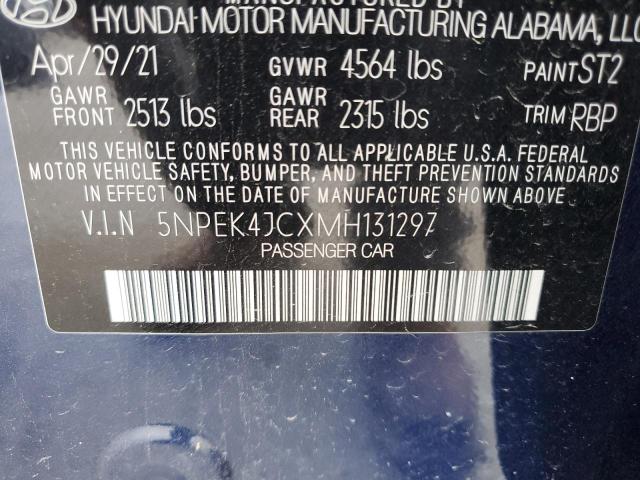 MANUFACTURED BY
HYUNDAI MOTOR MANUFACTURING ALABAMA, LLC
Apr/29/21 GVWR 4564 lbs PAINT ST2
GAWR FRONT 2513 lbs GAWR REAR 2315 lbs TRIM RBP
THIS VEHICLE CONFORMS TO ALL APPLICABLE U.S.A. FEDERAL
MOTOR VEHICLE SAFETY, BUMPER, AND THEFT PREVENTION STANDARDS
IN EFFECT ON THE DATE OF MANUFACTURE SHOWN ABOVE.
V.I.N 5NPEK4JCXMH131297
PASSENGER CAR